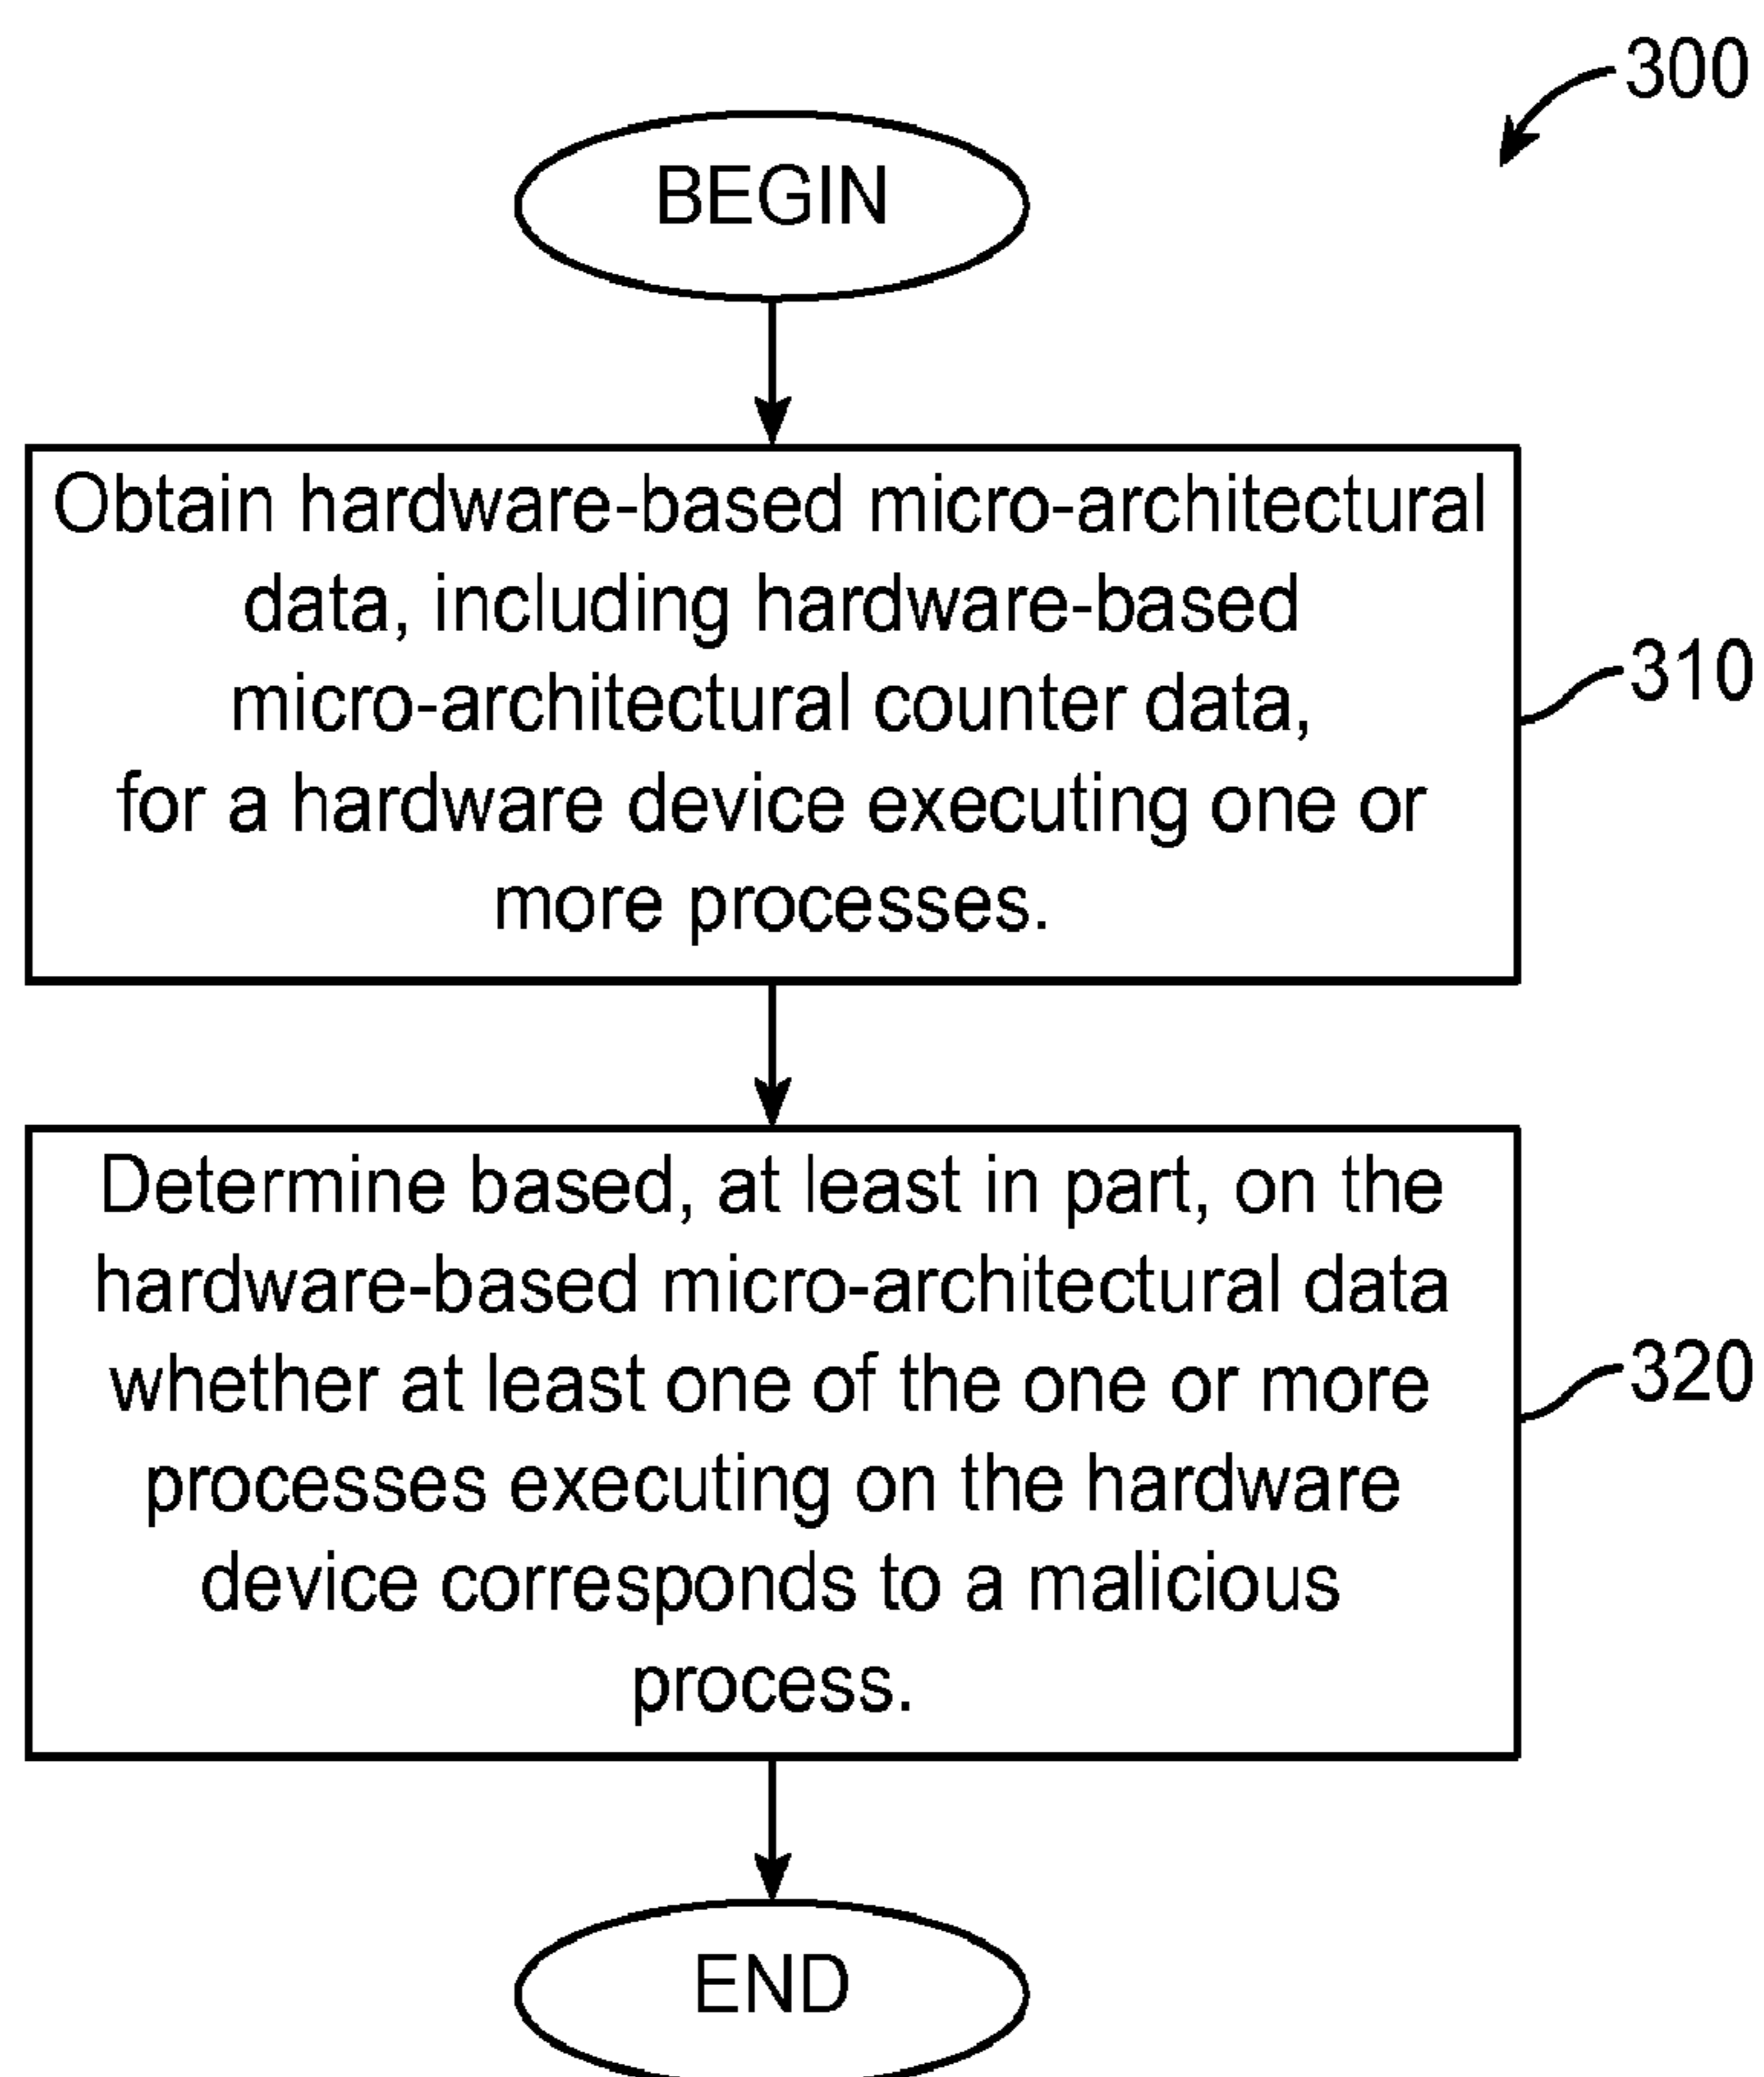 300
BEGIN
Obtain hardware-based micro-architectural
data, including hardware-based
micro-architectural counter data,
for a hardware device executing one or
more processes.
310
Determine based, at least in part, on the
hardware-based micro-architectural data
whether at least one of the one or more
processes executing on the hardware
device corresponds to a malicious
process.
320
END